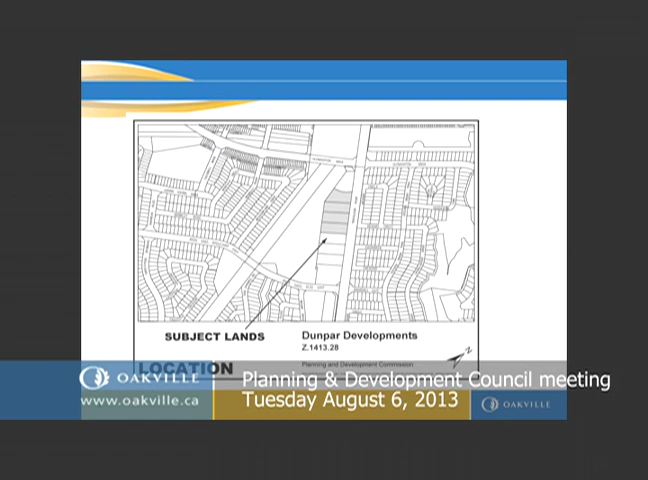 SUBJECT LANDS
Dunpar Developments
Z.1413.28
Planning and Development Commission
Z
LOCATION
OAKVILLE
www.oakville.ca
Planning & Development Council meeting
Tuesday August 6, 2013
OAKVILLE